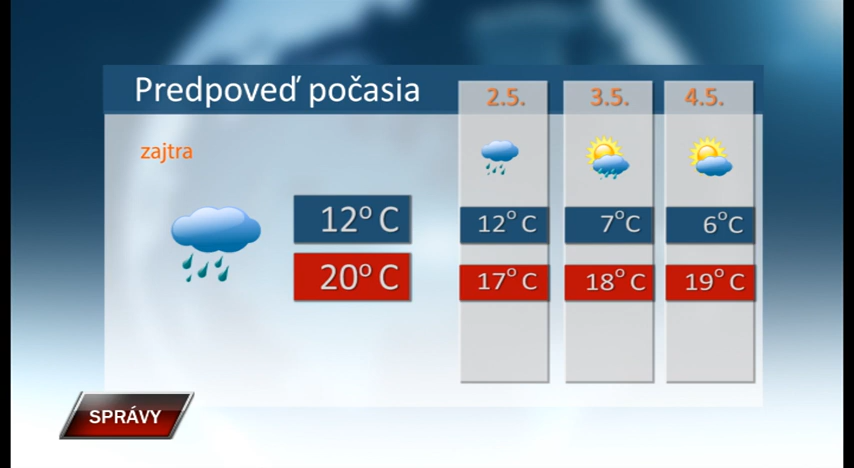 Predpoveď počasia
zajtra
12° C
20° C
2.5. 3.5. 4.5.
12° C 7°C 6°C
17° C 18° C 19° C
SPRÁVY